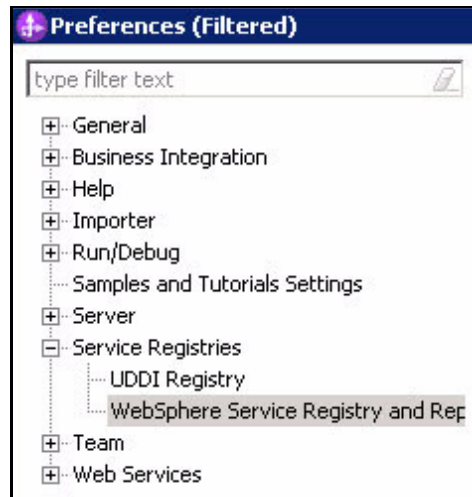 Preferences (Filtered)
type filter text
General
Business Integration
Help
Importer
Run/Debug
Samples and Tutorials Settings
Server
Service Registries
UDDI Registry
WebSphere Service Registry and Rep
Team
Web Services